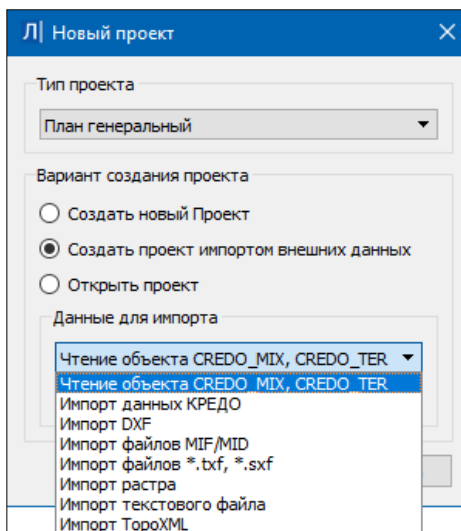 Л| Новый проект
Тип проекта
План генеральный
Вариант создания проекта
Создать новый Проект
Создать проект импортом внешних данных
Открыть проект
Данные для импорта
Чтение объекта CREDO_MIX, CREDO_TER
Чтение объекта CREDO_MIX, CREDO_TER
Импорт данных КРЕДО
Импорт DXF
Импорт файлов MIF/MID
Импорт файлов *.txf, *.sxf
Импорт растра
Импорт текстового файла
Импорт TopoXML